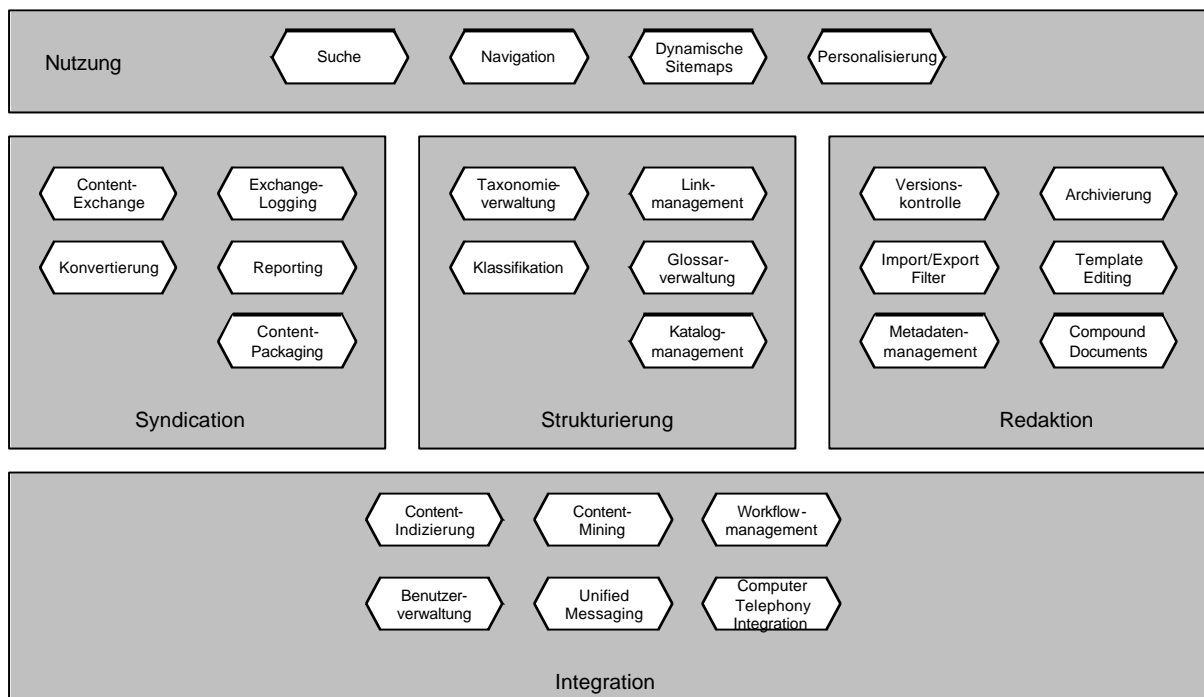 Nutzung
Suche
Navigation
Dynamische
Sitemaps
Personalisierung
Content-
Exchange
Exchange-
Logging
Konvertierung
Reporting
Content-
Packaging
Syndication
Taxonomie-
verwaltung
Link-
management
Klassifikation
Glossar-
verwaltung
Katalog-
management
Strukturierung
Versions-
kontrolle
Archivierung
Import/Export
Filter
Template
Editing
Metadaten-
management
Compound
Documents
Redaktion
Content-
Indizierung
Content-
Mining
Workflow-
management
Benutzer-
verwaltung
Unified
Messaging
Computer
Telephony
Integration
Integration